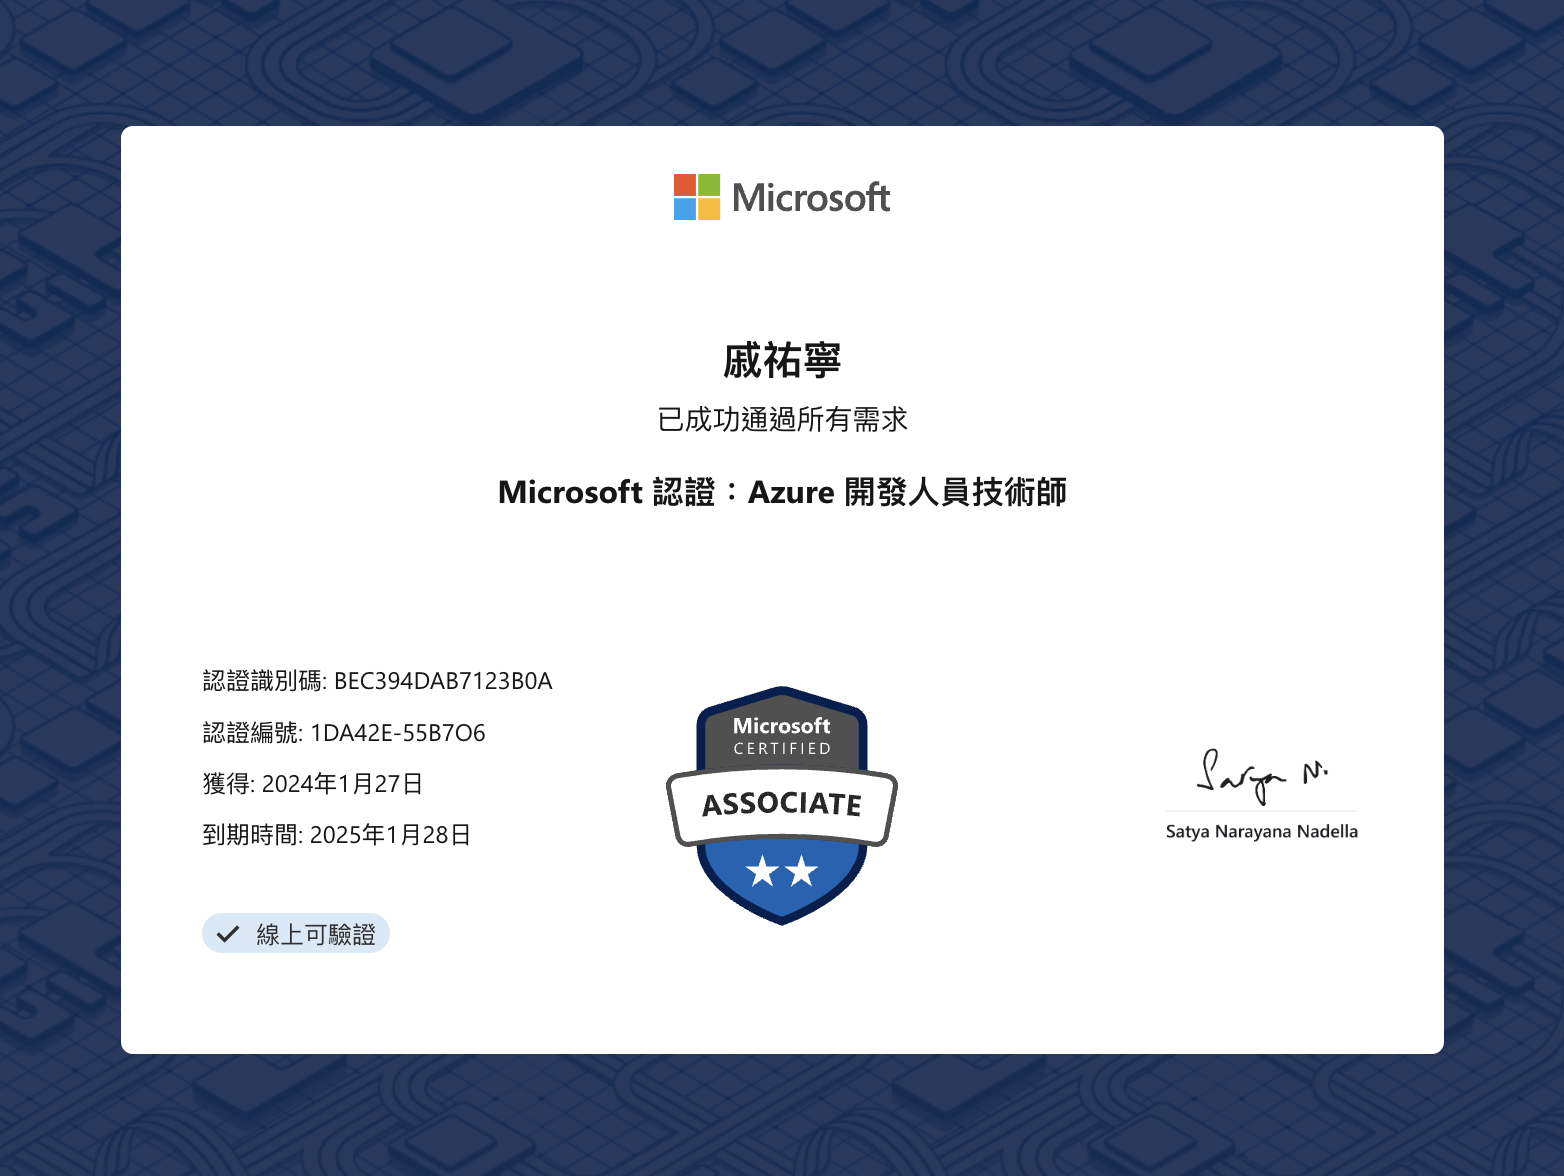 Microsoft
戚祐寧
已成功通過所有需求
Microsoft 認證：Azure 開發人員技術師
認證識別碼: BEC394DAB7123B0A
認證編號: 1DA42E-55B7O6
獲得: 2024年1月27日
到期時間: 2025年1月28日
線上可驗證
Microsoft
CERTIFIED
ASSOCIATE
Satya N.
Satya Narayana Nadella